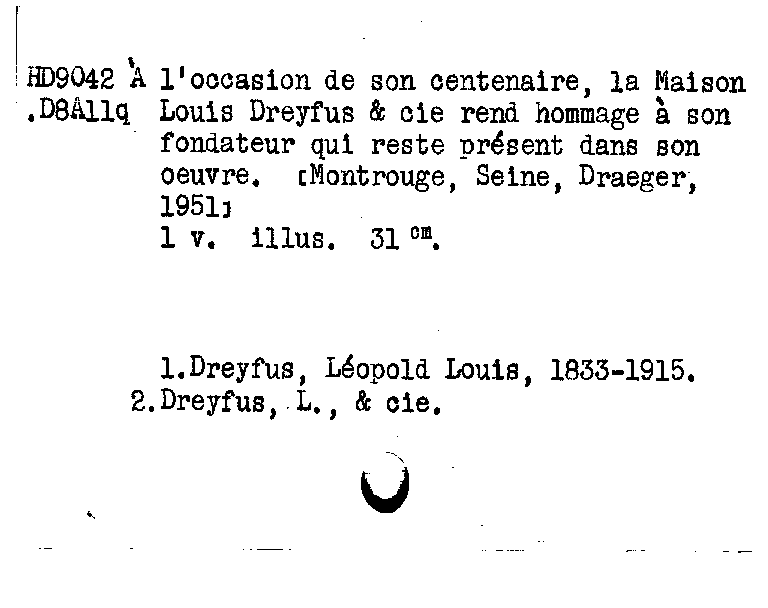 HD9042 À l'occasion de son centenaire, la Maison
.D8A11q Louis Dreyfus & cie rend hommage à son
fondateur qui reste présent dans son
oeuvre. [Montrouge, Seine, Draeger,
1951]
1 v. illus. 31 cm.
1.Dreyfus, Léopold Louis, 1833-1915.
2.Dreyfus, L., & cie.